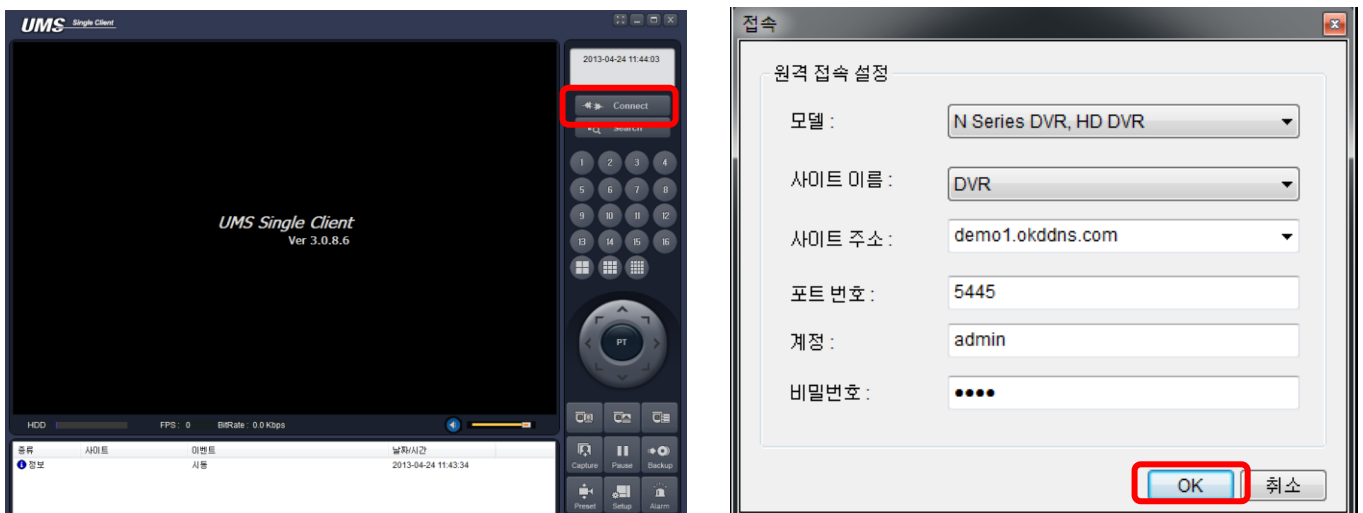 UMS Single Client
2013-04-24 11:44:03
Connect
Search
1 2 3 4
5 6 7 8
9 10 11 12
13 14 15 16
UMS Single Client
Ver 3.0.8.6
PT
HDD FPS : 0 BitRate : 0.0 Kbps
종류 사이트 이벤트 날짜/시간
정보 시동 2013-04-24 11:43:34
Capture Pause Backup
Preset Setup Alarm
접속
원격 접속 설정
모델 : N Series DVR, HD DVR
사이트 이름 : DVR
사이트 주소 : demo1.okddns.com
포트 번호 : 5445
계정 : admin
비밀번호 : ●●●●
OK 취소